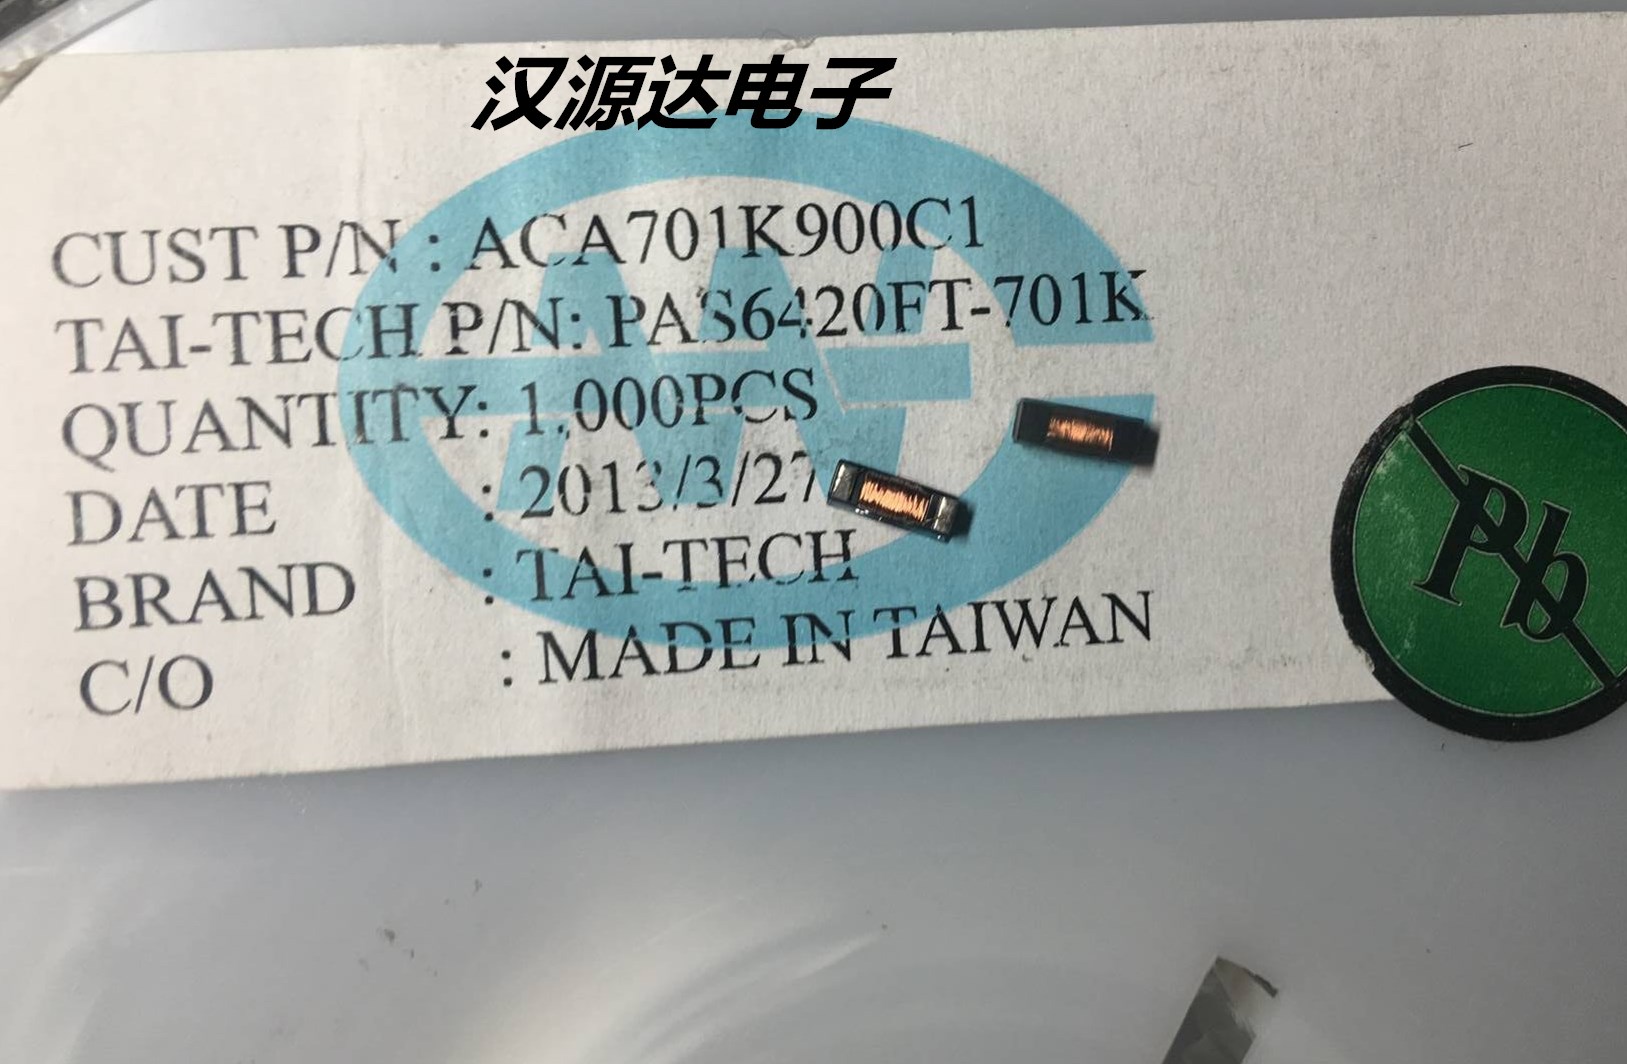 汉源达电子
CUST P/N : ACA701K900C1
TAI-TECH P/N: PAS6420FT-701K
QUANTITY: 1,000PCS
DATE : 2013/3/27
BRAND : TAI-TECH
C/O : MADE IN TAIWAN
Pb